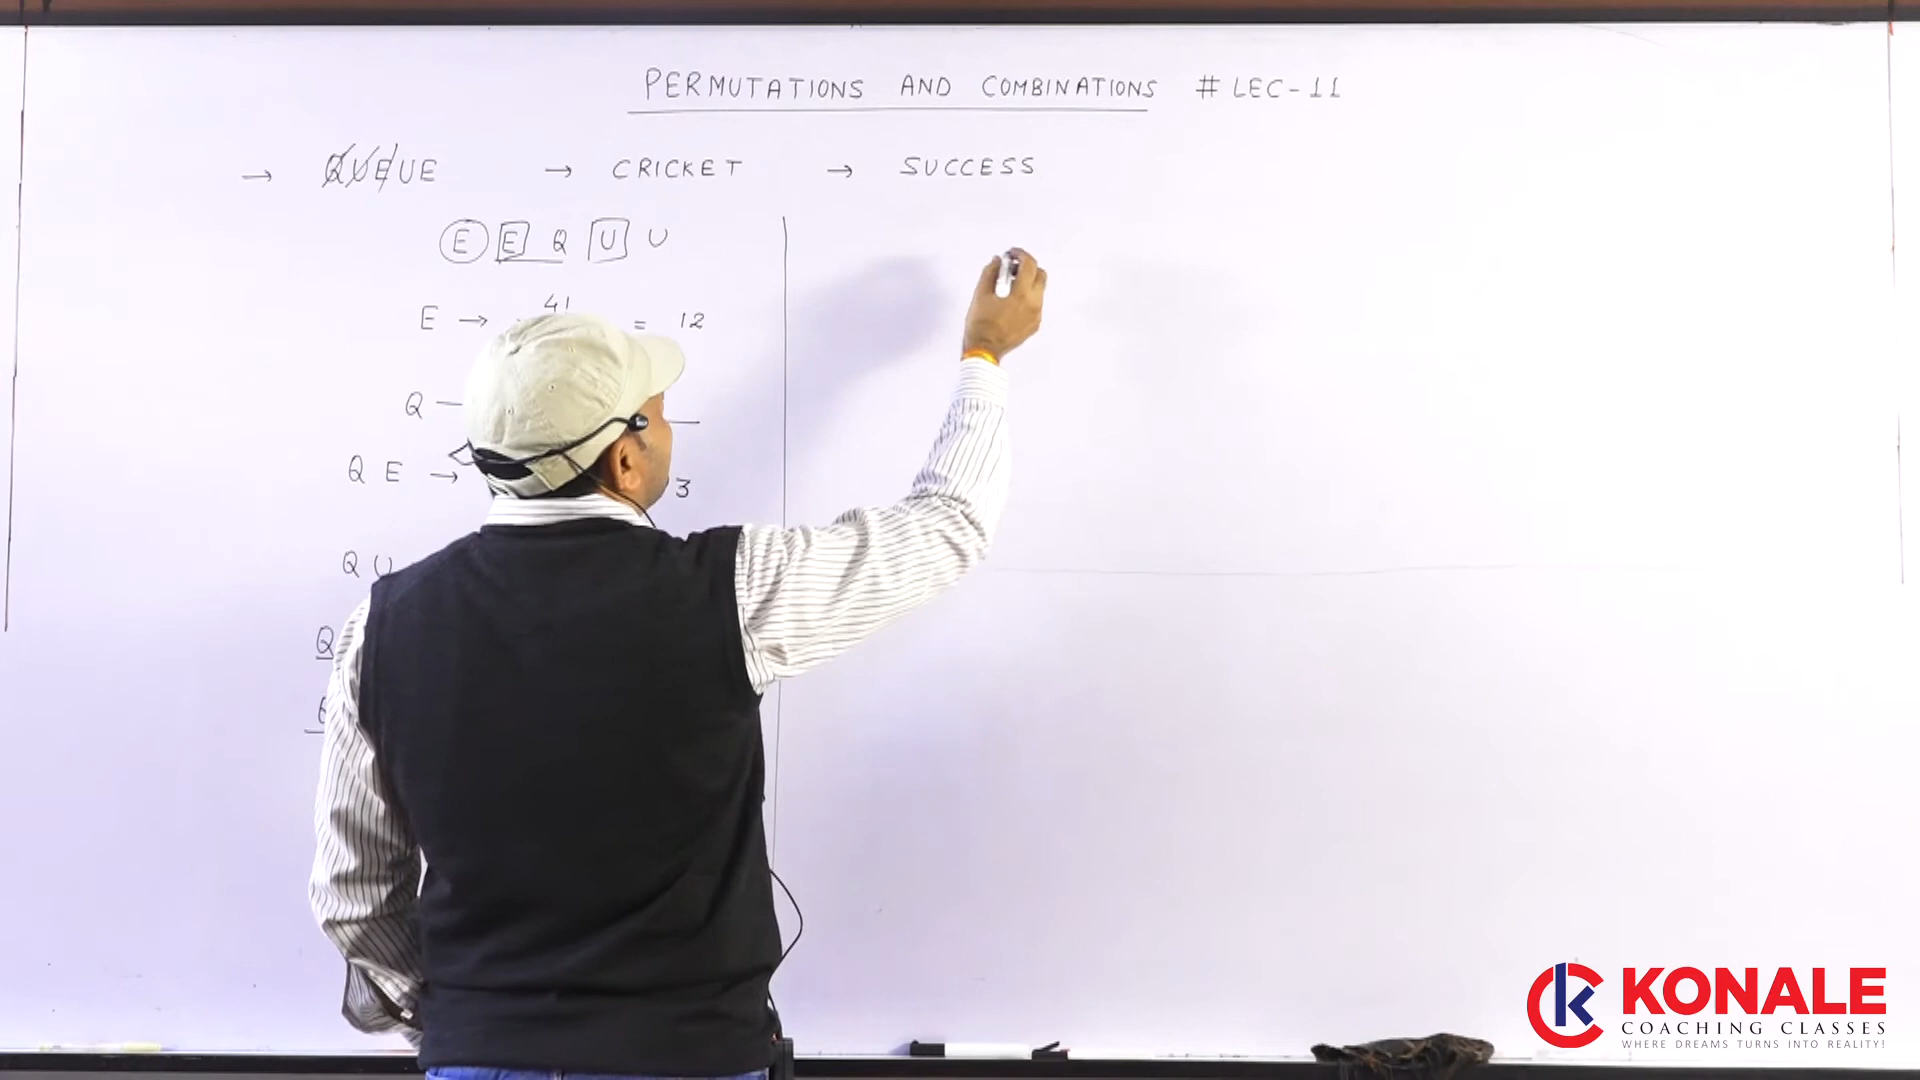 PERMUTATIONS AND COMBINATIONS # LEC-11
→ QUEUE → CRICKET → SUCCESS
E E Q U U
E → 4! = 12
Q —
Q E → 3
Q U
Q
E
KONALE
COACHING CLASSES
WHERE DREAMS TURNS INTO REALITY!